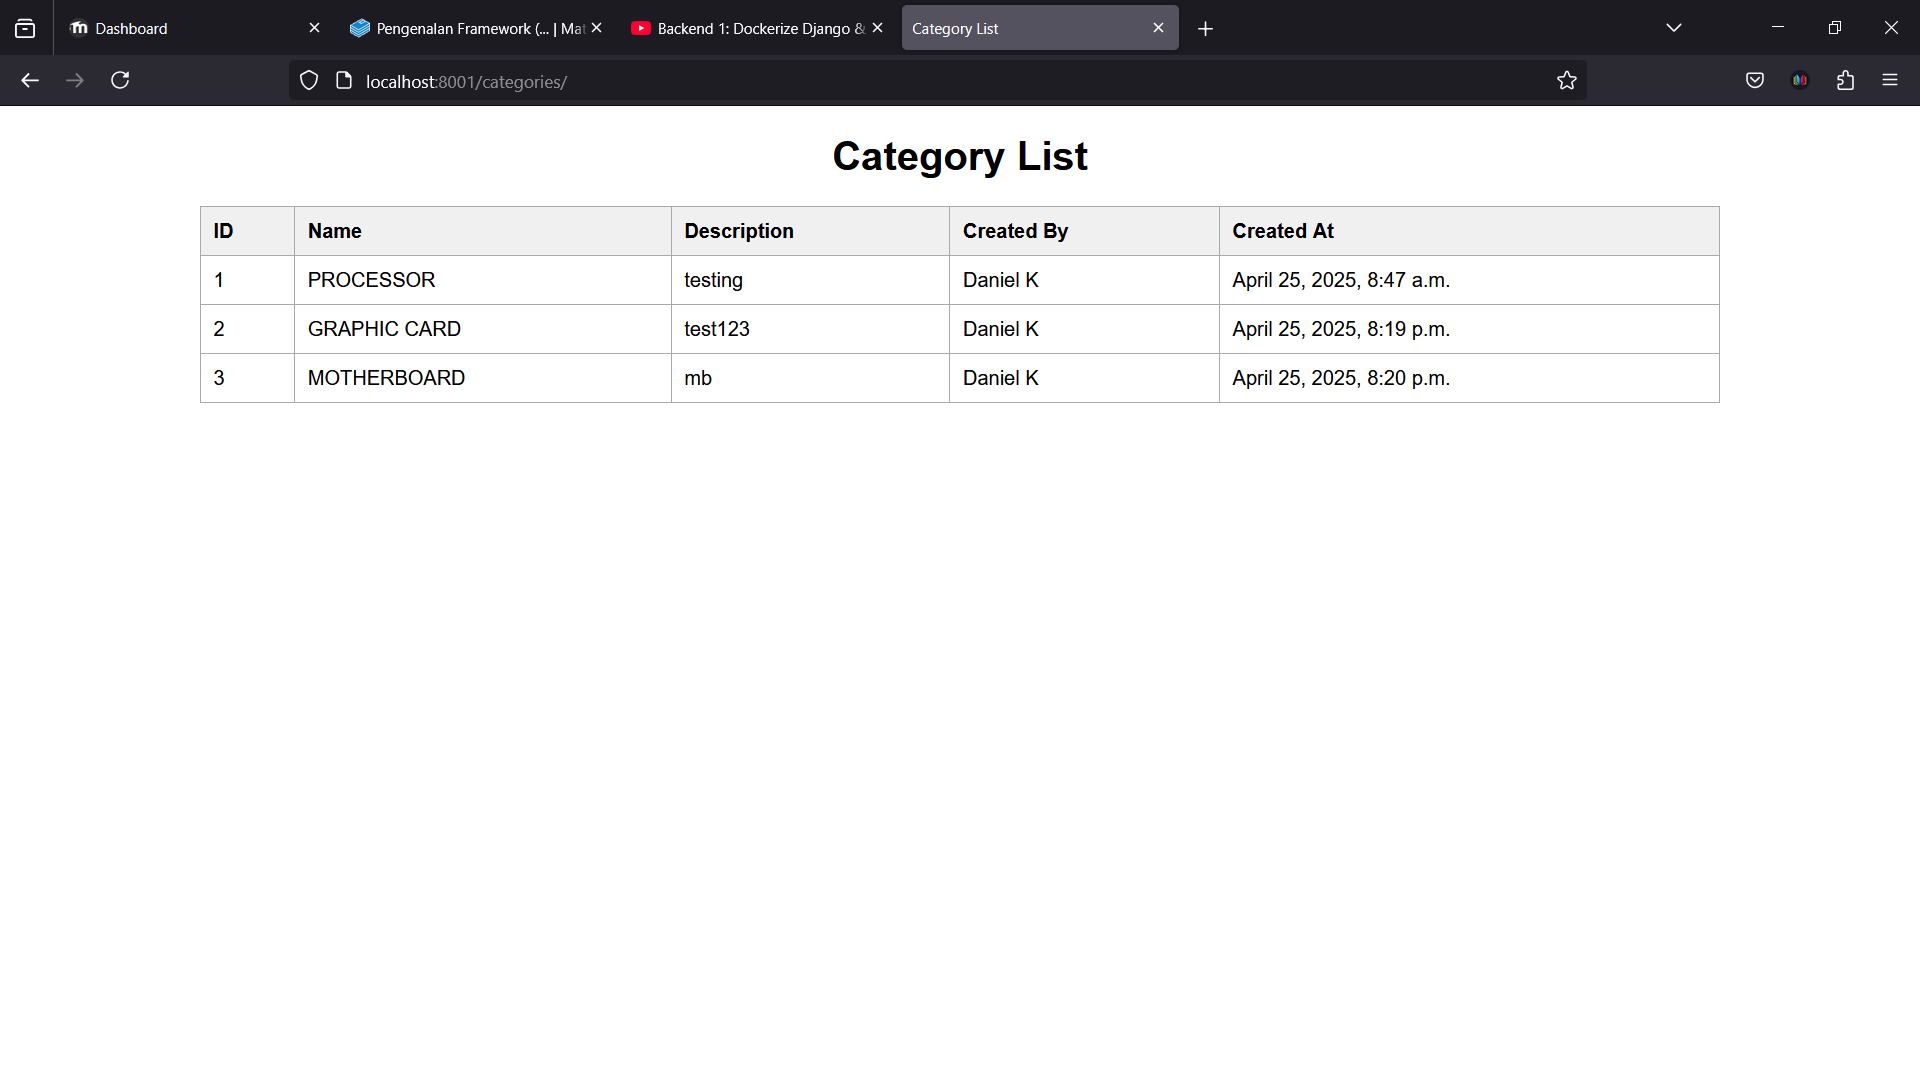 Dashboard
Pengenalan Framework (... | Mat
Backend 1: Dockerize Django &
Category List
localhost:8001/categories/
Category List
ID Name Description Created By Created At
1 PROCESSOR testing Daniel K April 25, 2025, 8:47 a.m.
2 GRAPHIC CARD test123 Daniel K April 25, 2025, 8:19 p.m.
3 MOTHERBOARD mb Daniel K April 25, 2025, 8:20 p.m.